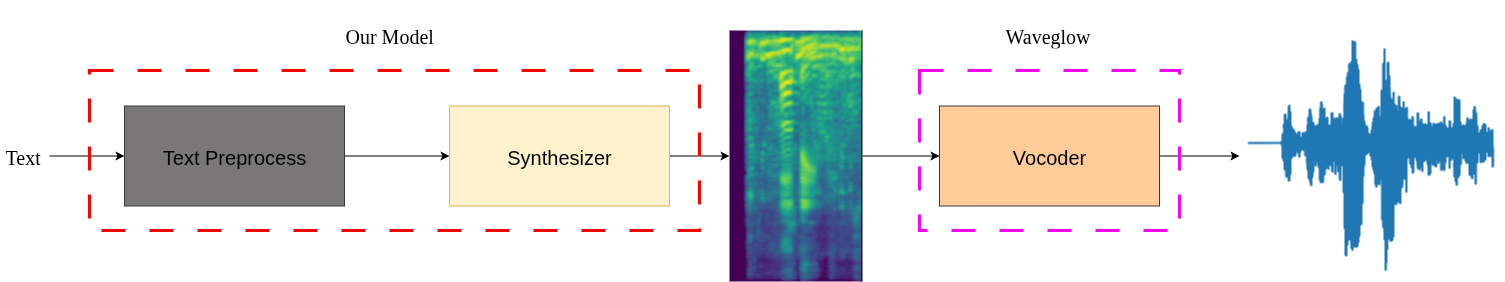 Our Model
Waveglow
Text
Text Preprocess
Synthesizer
Vocoder